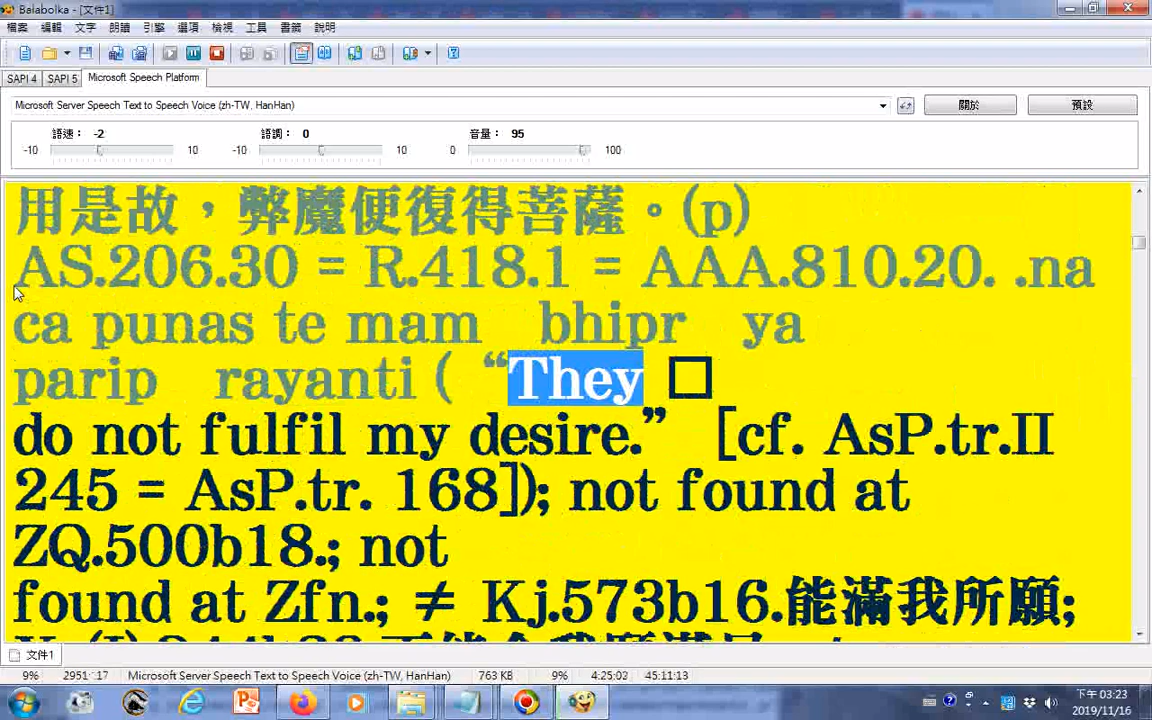 Balabolka - [文件1]
檔案 編輯 文字 朗讀 引擎 選項 檢視 工具 書籤 說明
SAPI 4 SAPI 5 Microsoft Speech Platform
Microsoft Server Speech Text to Speech Voice (zh-TW, HanHan) 關於 預設
語速： -2 語調： 0 音量： 95
-10 10 -10 10 0 100
用是故，弊魔便復得菩薩。(p)
AS.206.30 = R.418.1 = AAA.810.20. .na
ca punas te mam bhipr ya
parip rayanti ( “They □
do not fulfil my desire.” [cf. AsP.tr.II
245 = AsP.tr. 168]); not found at
ZQ.500b18.; not
found at Zfn.; ≠ Kj.573b16.能滿我所願;
文件1
9% Microsoft Server Speech Text to Speech Voice (zh-TW, HanHan) 763 KB 9% 4:25:03 45:11:13
下午 03:23
2019/11/16